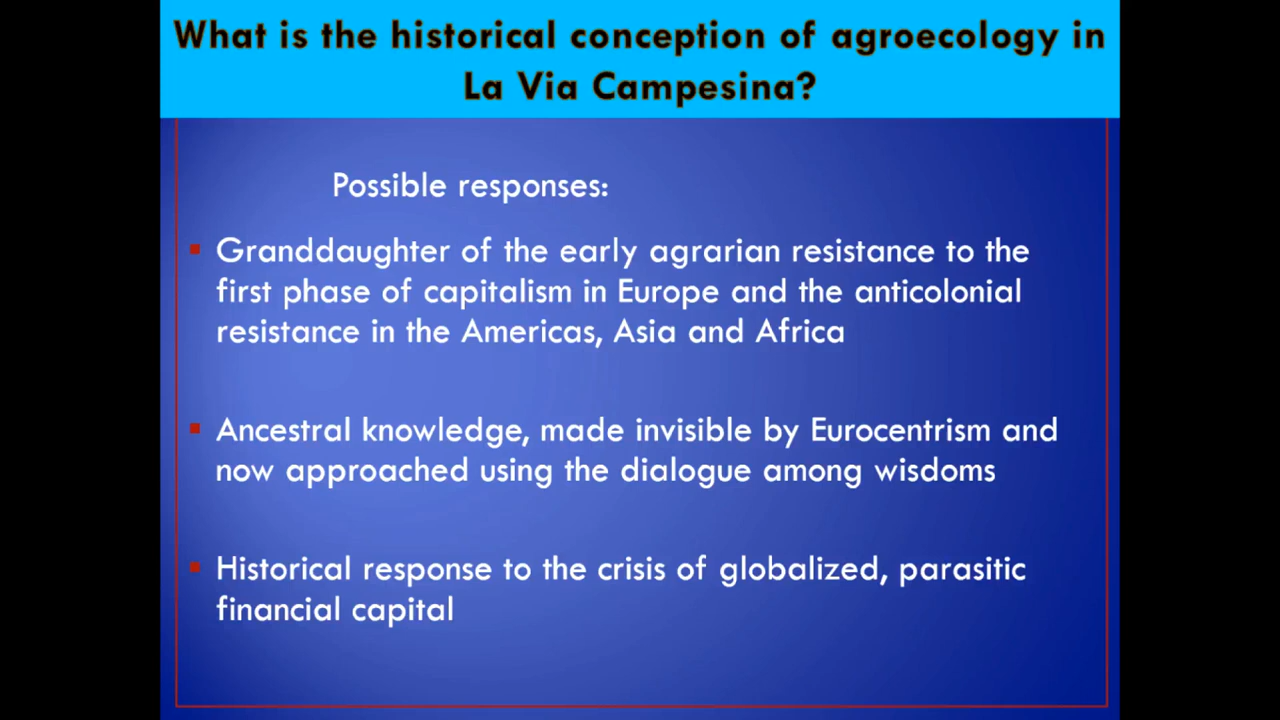 What is the historical conception of agroecology in
La Via Campesina?
Possible responses:
Granddaughter of the early agrarian resistance to the
first phase of capitalism in Europe and the anticolonial
resistance in the Americas, Asia and Africa
Ancestral knowledge, made invisible by Eurocentrism and
now approached using the dialogue among wisdoms
Historical response to the crisis of globalized, parasitic
financial capital